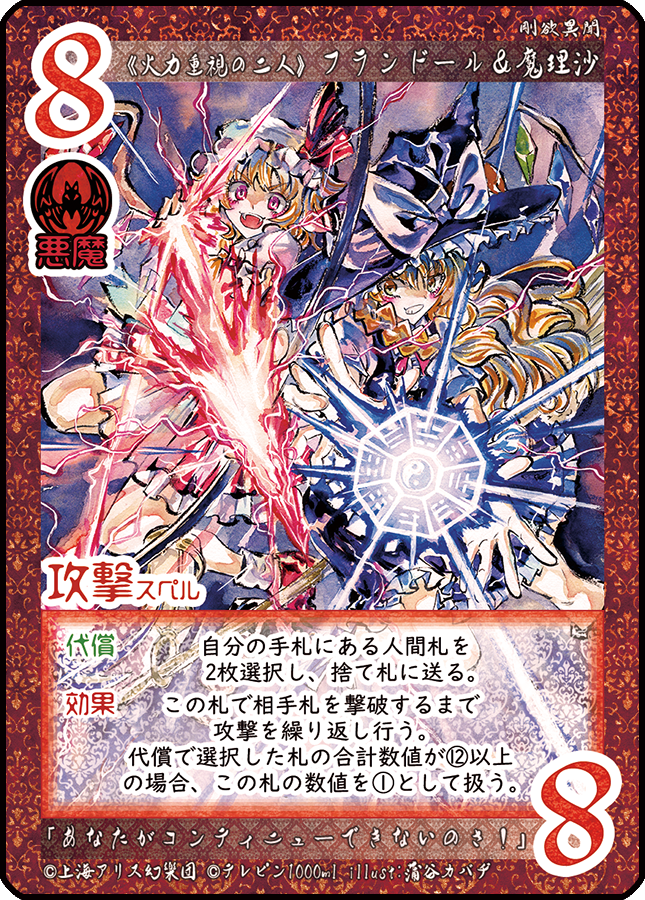 剛欲異聞
8
《火力重視の二人》フランドール&魔理沙
悪魔
攻撃スペル
代償
自分の手札にある人間札を
2枚選択し、捨て札に送る。
効果
この札で相手札を撃破するまで
攻撃を繰り返し行う。
代償で選択した札の合計数値が⑫以上
の場合、この札の数値を①として扱う。
8
「あなたがコンティニューできないのさ!」
©上海アリス幻樂団 ©テレピン1000ml illust:蒲谷カバヂ